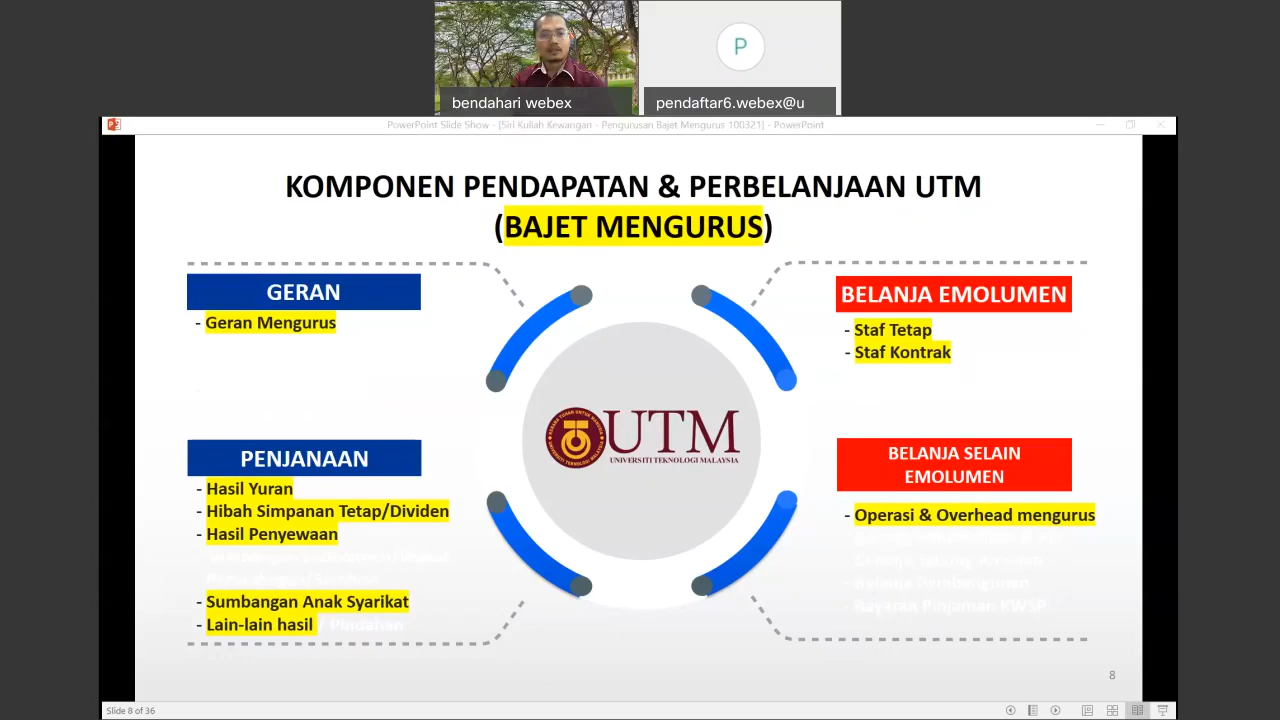 bendahari webex
P
pendaftar6.webex@u
PowerPoint Slide Show - [Siri Kuliah Kewangan - Pengurusan Bajet Mengurus 100321] - PowerPoint
KOMPONEN PENDAPATAN & PERBELANJAAN UTM
(BAJET MENGURUS)
GERAN
- Geran Mengurus
PENJANAAN
- Hasil Yuran
- Hibah Simpanan Tetap/Dividen
- Hasil Penyewaan
- Sumbangan Anak Syarikat
- Lain-lain hasil / Pindahan
UTM
UNIVERSITI TEKNOLOGI MALAYSIA
BELANJA EMOLUMEN
- Staf Tetap
- Staf Kontrak
BELANJA SELAIN
EMOLUMEN
- Operasi & Overhead mengurus
- Belanja Pembangunan
- Bayaran Pinjaman KWSP
8
Slide 8 of 36